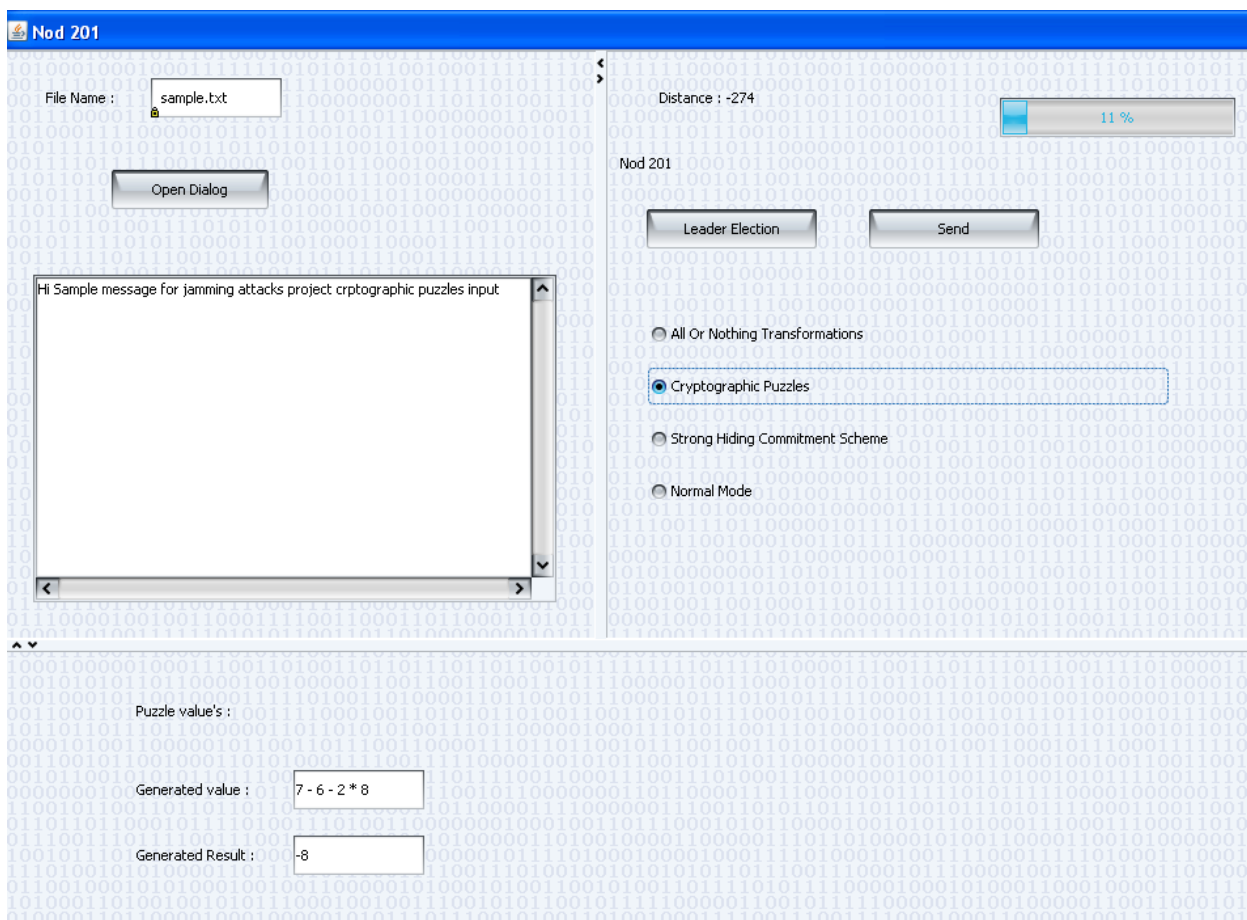 Nod 201
File Name :
sample.txt
Open Dialog
Hi Sample message for jamming attacks project crptographic puzzles input
Distance : -274
11 %
Nod 201
Leader Election
Send
All Or Nothing Transformations
Cryptographic Puzzles
Strong Hiding Commitment Scheme
Normal Mode
Puzzle value's :
Generated value :
7 - 6 - 2 * 8
Generated Result :
-8